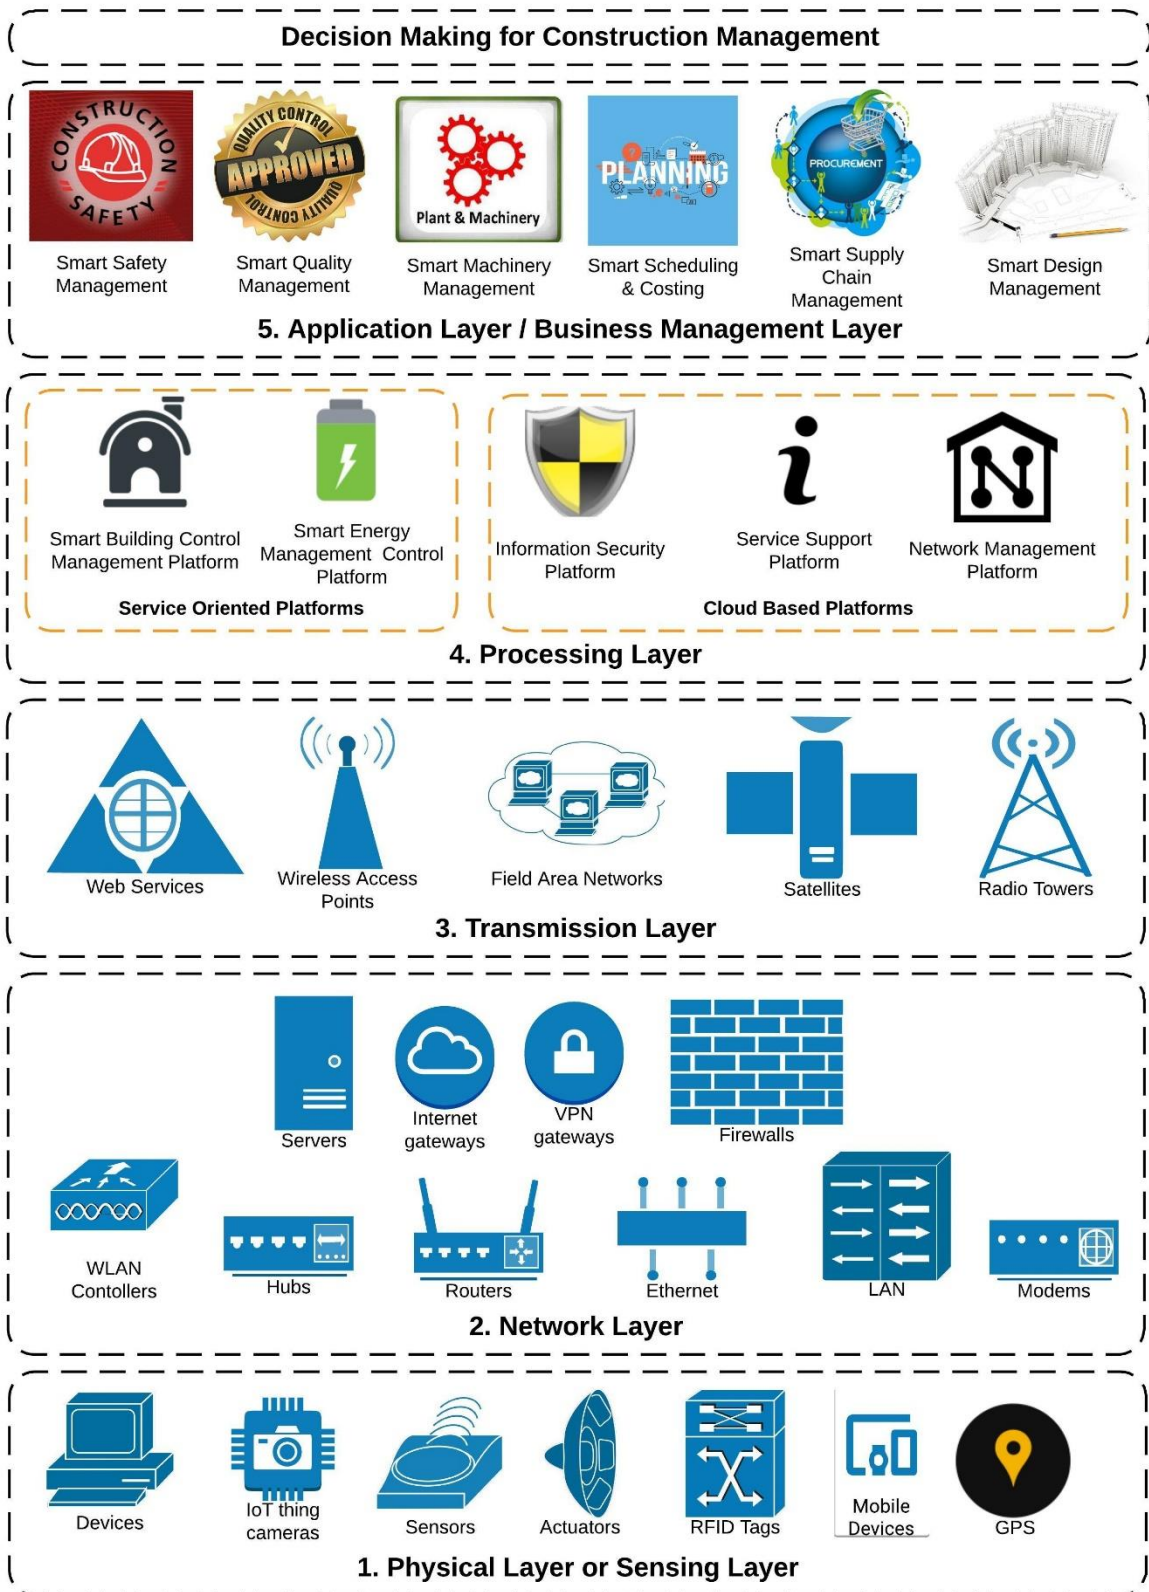 Decision Making for Construction Management
CONSTRUCTION
SAFETY
QUALITY CONTROL
APPROVED
QUALITY CONTROL
Plant & Machinery
PLANNING
PROCUREMENT
Smart Safety
Management
Smart Quality
Management
Smart Machinery
Management
Smart Scheduling
& Costing
Smart Supply
Chain
Management
Smart Design
Management
5. Application Layer / Business Management Layer
Smart Building Control
Management Platform
Smart Energy
Management Control
Platform
Service Oriented Platforms
Information Security
Platform
Service Support
Platform
Network Management
Platform
Cloud Based Platforms
4. Processing Layer
Web Services
Wireless Access
Points
Field Area Networks
Satellites
Radio Towers
3. Transmission Layer
Servers
Internet
gateways
VPN
gateways
Firewalls
WLAN
Contollers
Hubs
Routers
Ethernet
LAN
Modems
2. Network Layer
Devices
IoT thing
cameras
Sensors
Actuators
RFID Tags
Mobile
Devices
GPS
1. Physical Layer or Sensing Layer